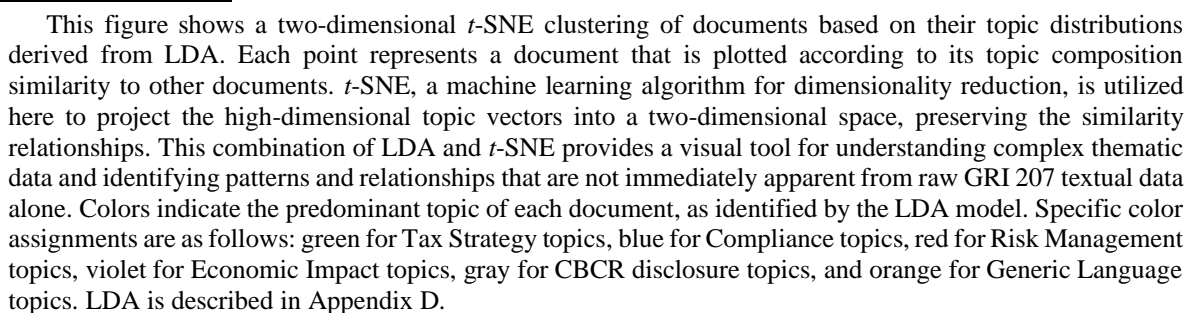 This figure shows a two-dimensional t-SNE clustering of documents based on their topic distributions
derived from LDA. Each point represents a document that is plotted according to its topic composition
similarity to other documents. t-SNE, a machine learning algorithm for dimensionality reduction, is utilized
here to project the high-dimensional topic vectors into a two-dimensional space, preserving the similarity
relationships. This combination of LDA and t-SNE provides a visual tool for understanding complex thematic
data and identifying patterns and relationships that are not immediately apparent from raw GRI 207 textual data
alone. Colors indicate the predominant topic of each document, as identified by the LDA model. Specific color
assignments are as follows: green for Tax Strategy topics, blue for Compliance topics, red for Risk Management
topics, violet for Economic Impact topics, gray for CBCR disclosure topics, and orange for Generic Language
topics. LDA is described in Appendix D.